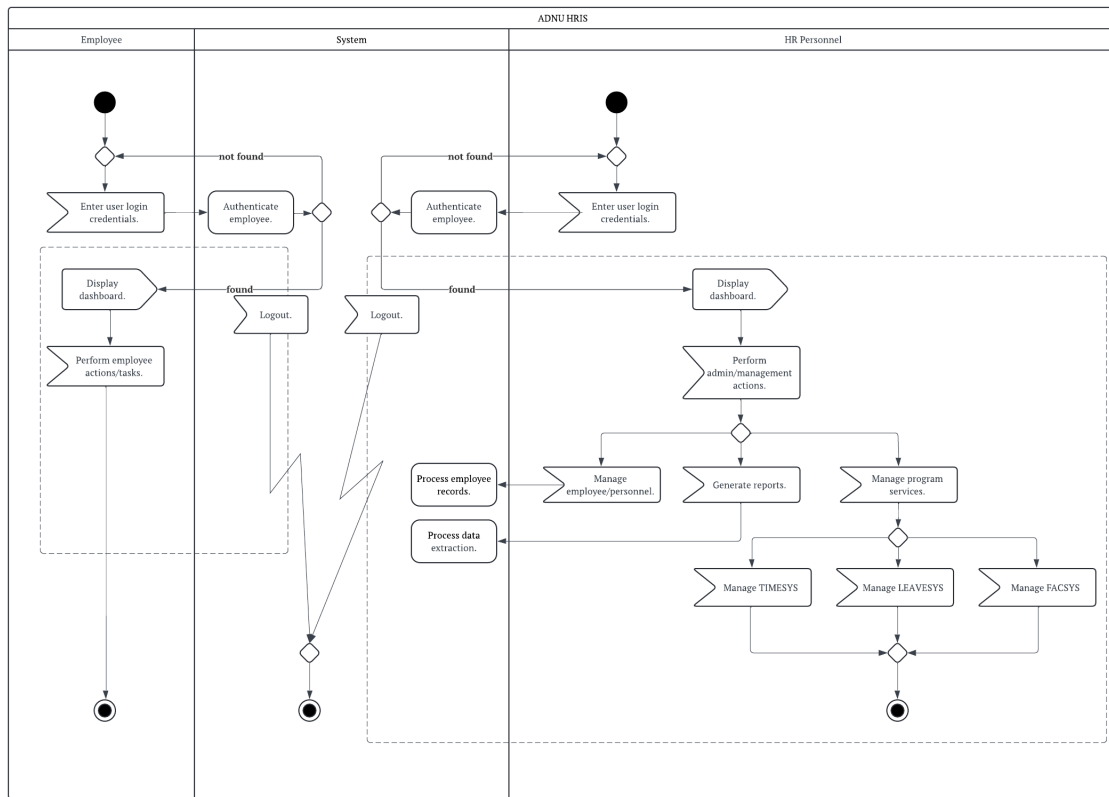 ADNU HRIS
Employee
System
HR Personnel
not found
not found
Enter user login
credentials.
Authenticate
employee.
Authenticate
employee.
Enter user login
credentials.
Display
dashboard.
found
Logout.
Logout.
found
Display
dashboard.
Perform employee
actions/tasks.
Perform
admin/management
actions.
Process employee
records.
Manage
employee/personnel.
Generate reports.
Manage program
services.
Process data
extraction.
Manage TIMESYS
Manage LEAVESYS
Manage FACSYS